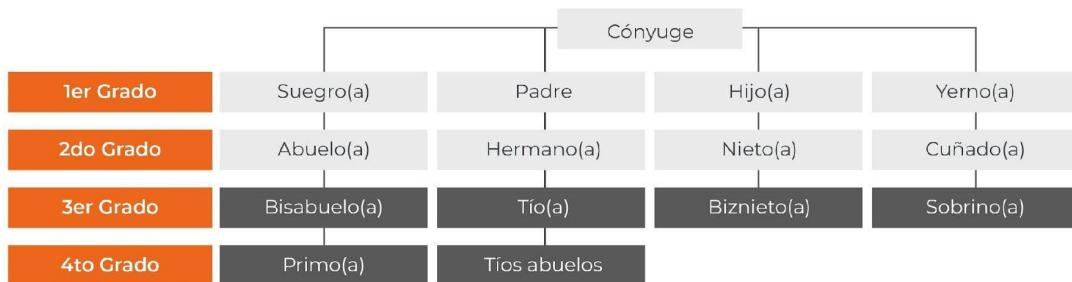 Cónyuge
1er Grado Suegro(a) Padre Hijo(a) Yerno(a)
2do Grado Abuelo(a) Hermano(a) Nieto(a) Cuñado(a)
3er Grado Bisabuelo(a) Tío(a) Biznieto(a) Sobrino(a)
4to Grado Primo(a) Tíos abuelos